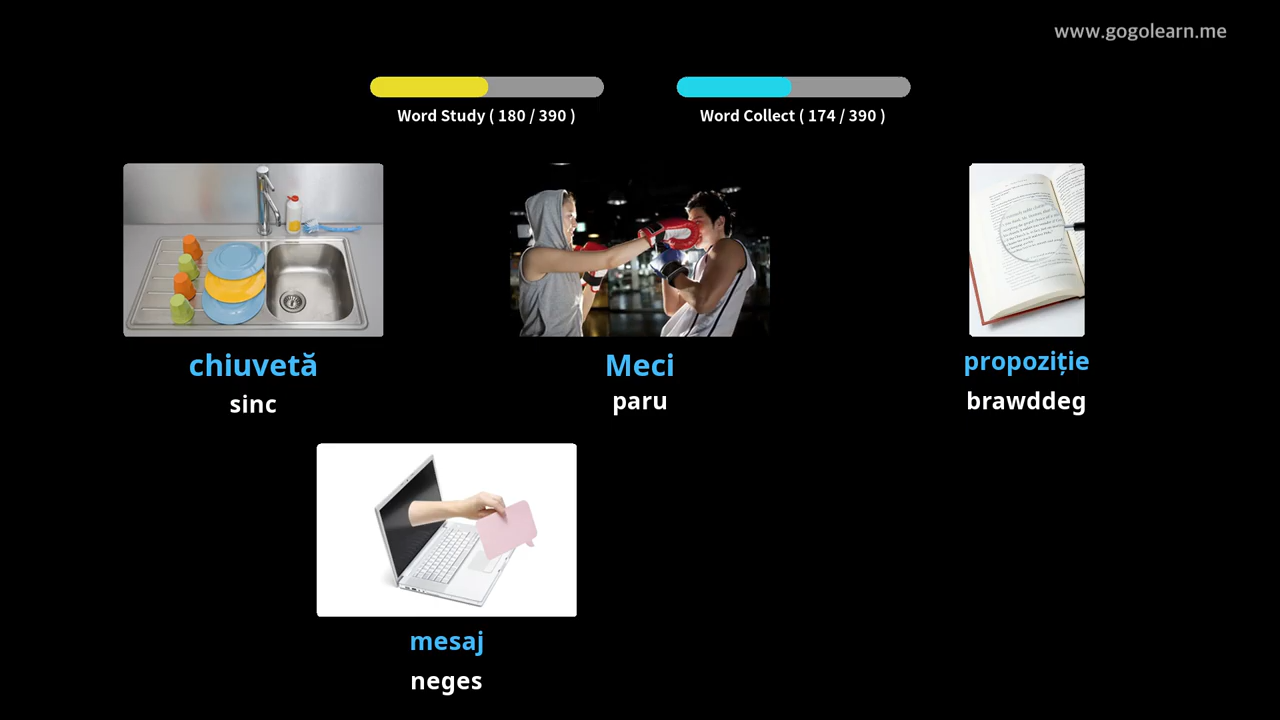 www.gogolearn.me
Word Study ( 180 / 390 )
Word Collect ( 174 / 390 )
chiuvetă
sinc
Meci
paru
propoziție
brawddeg
mesaj
neges